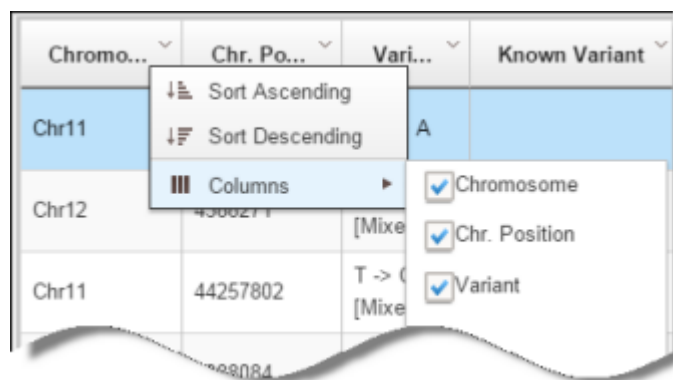 Chromo... Chr. Po... Vari... Known Variant
Sort Ascending
Chr11 A
Sort Descending
Columns
Chromosome
Chr12
[Mixe
Chr. Position
T ->
Variant
Chr11 44257802
[Mixe